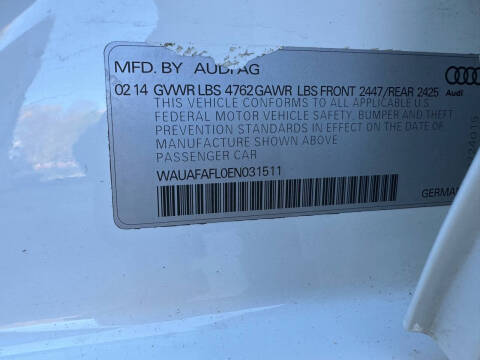 MFD. BY AUDI AG
02 14 GVWR LBS 4762 GAWR LBS FRONT 2447/REAR 2425
Audi
THIS VEHICLE CONFORMS TO ALL APPLICABLE U.S
FEDERAL MOTOR VEHICLE SAFETY, BUMPER AND THEFT
PREVENTION STANDARDS IN EFFECT ON THE DATE OF
MANUFACTURE SHOWN ABOVE
PASSENGER CAR
WAUAFAFL0EN031511
GERMAN